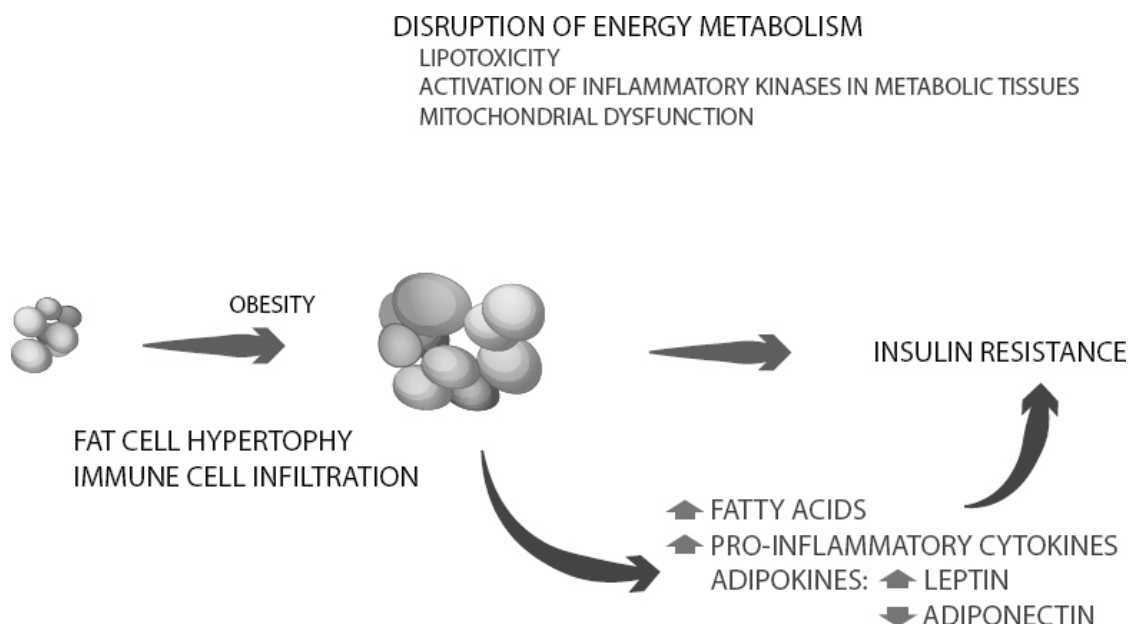 DISRUPTION OF ENERGY METABOLISM
LIPOTOXICITY
ACTIVATION OF INFLAMMATORY KINASES IN METABOLIC TISSUES
MITOCHONDRIAL DYSFUNCTION
OBESITY
INSULIN RESISTANCE
FAT CELL HYPERTOPHY
IMMUNE CELL INFILTRATION
FATTY ACIDS
PRO-INFLAMMATORY CYTOKINES
ADIPOKINES: LEPTIN
ADIPONECTIN